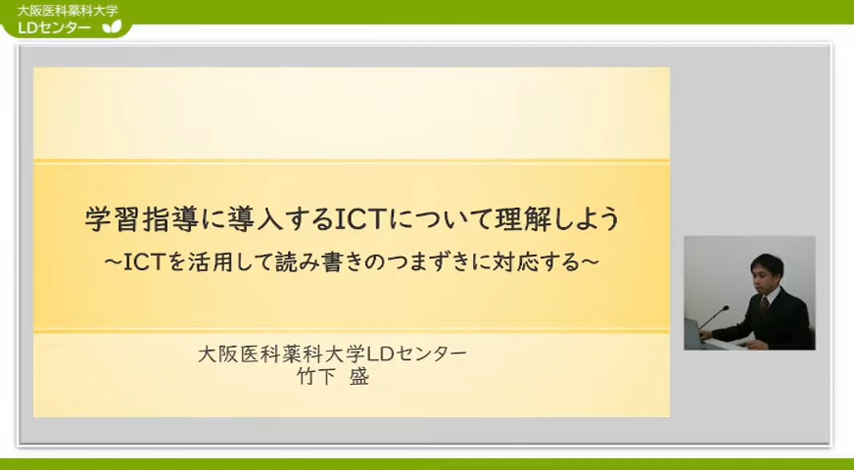 大阪医科薬科大学
LDセンター
学習指導に導入するICTについて理解しよう
～ICTを活用して読み書きのつまずきに対応する～
大阪医科薬科大学LDセンター
竹下 盛